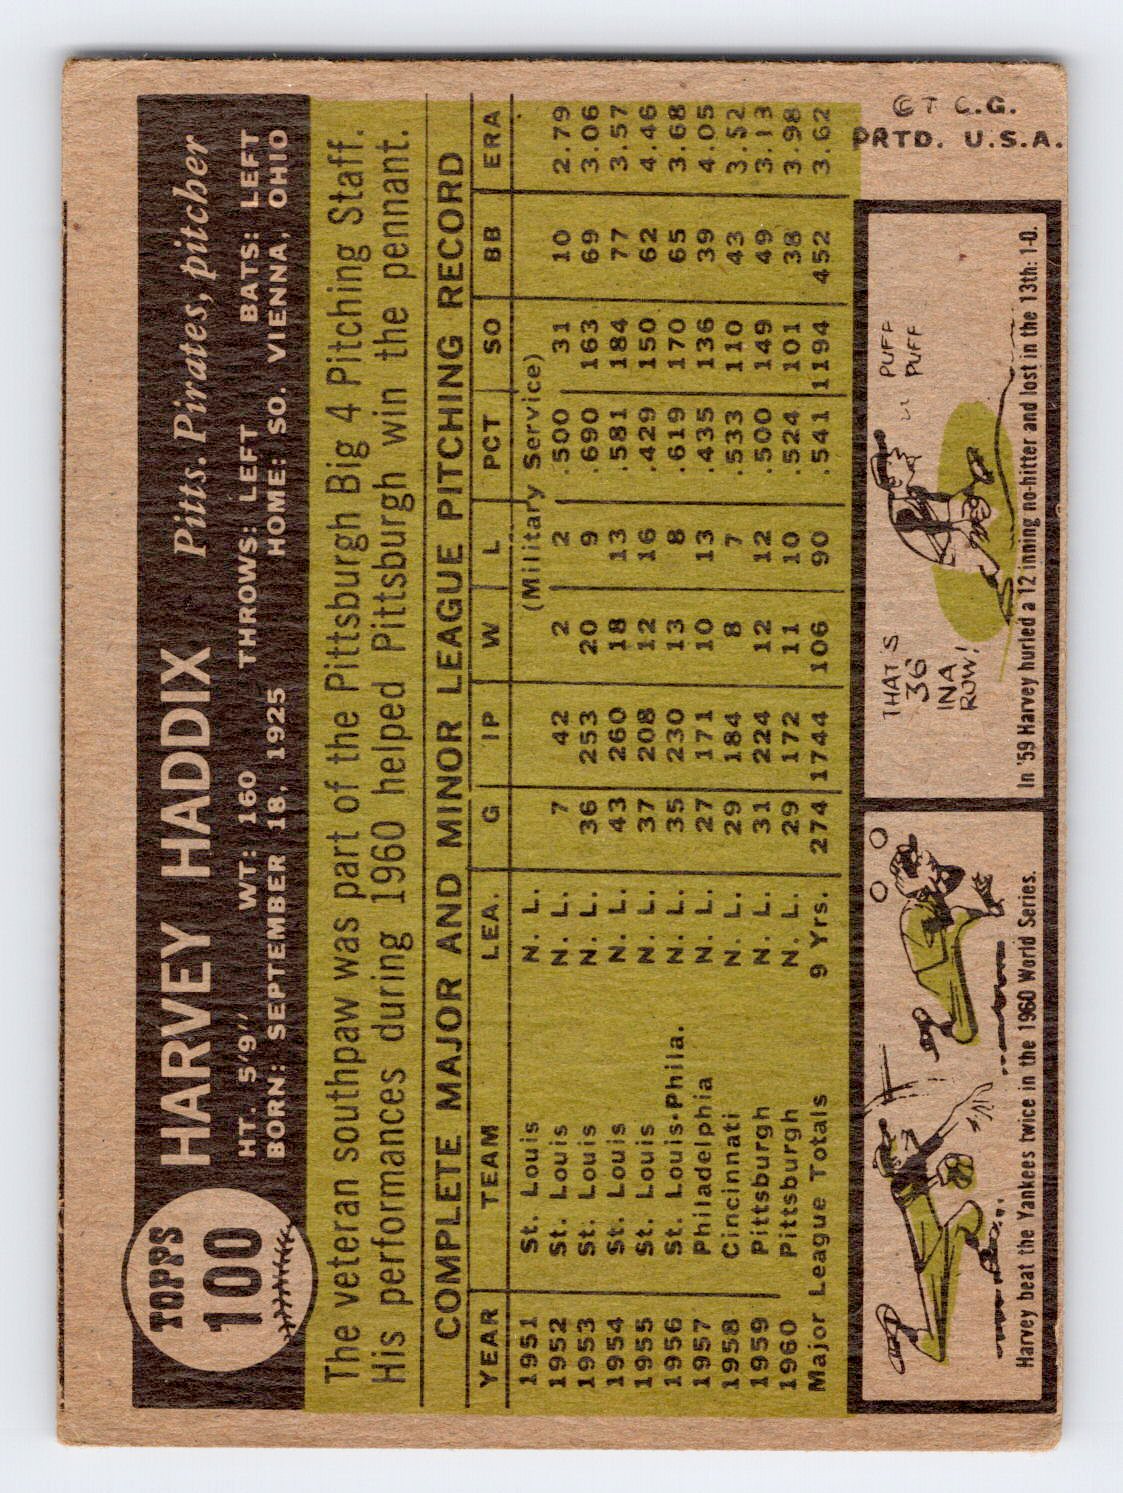 TOPPS
100
HARVEY HADDIX Pitts. Pirates, pitcher
HT. 5'9" WT: 160 THROWS: LEFT BATS: LEFT
BORN: SEPTEMBER 18, 1925 HOME: SO. VIENNA, OHIO
The veteran southpaw was part of the Pittsburgh Big 4 Pitching Staff.
His performances during 1960 helped Pittsburgh win the pennant.
COMPLETE MAJOR AND MINOR LEAGUE PITCHING RECORD
YEAR TEAM LEA. G IP W L PCT SO BB ERA
1951 St. Louis N. L. (Military Service)
1952 St. Louis N. L. 7 42 2 2 .500 31 10 2.79
1953 St. Louis N. L. 36 253 20 9 .690 163 69 3.06
1954 St. Louis N. L. 43 260 18 13 .581 184 77 3.57
1955 St. Louis N. L. 37 208 12 16 .429 150 62 4.46
1956 St. Louis-Phila. N. L. 35 230 13 8 .619 170 65 3.68
1957 Philadelphia N. L. 27 171 10 13 .435 136 39 4.05
1958 Cincinnati N. L. 29 184 8 7 .533 110 43 3.52
1959 Pittsburgh N. L. 31 224 12 12 .500 149 49 3.13
1960 Pittsburgh N. L. 29 172 11 10 .524 101 38 3.98
Major League Totals 9 Yrs. 274 1744 106 90 .541 1194 452 3.62
Harvey beat the Yankees twice in the 1960 World Series.
THAT'S
36
IN A
ROW!
PUFF
PUFF
In '59 Harvey hurled a 12 inning no-hitter and lost in the 13th: 1-0.
© T. C. G.
PRTD. U.S.A.